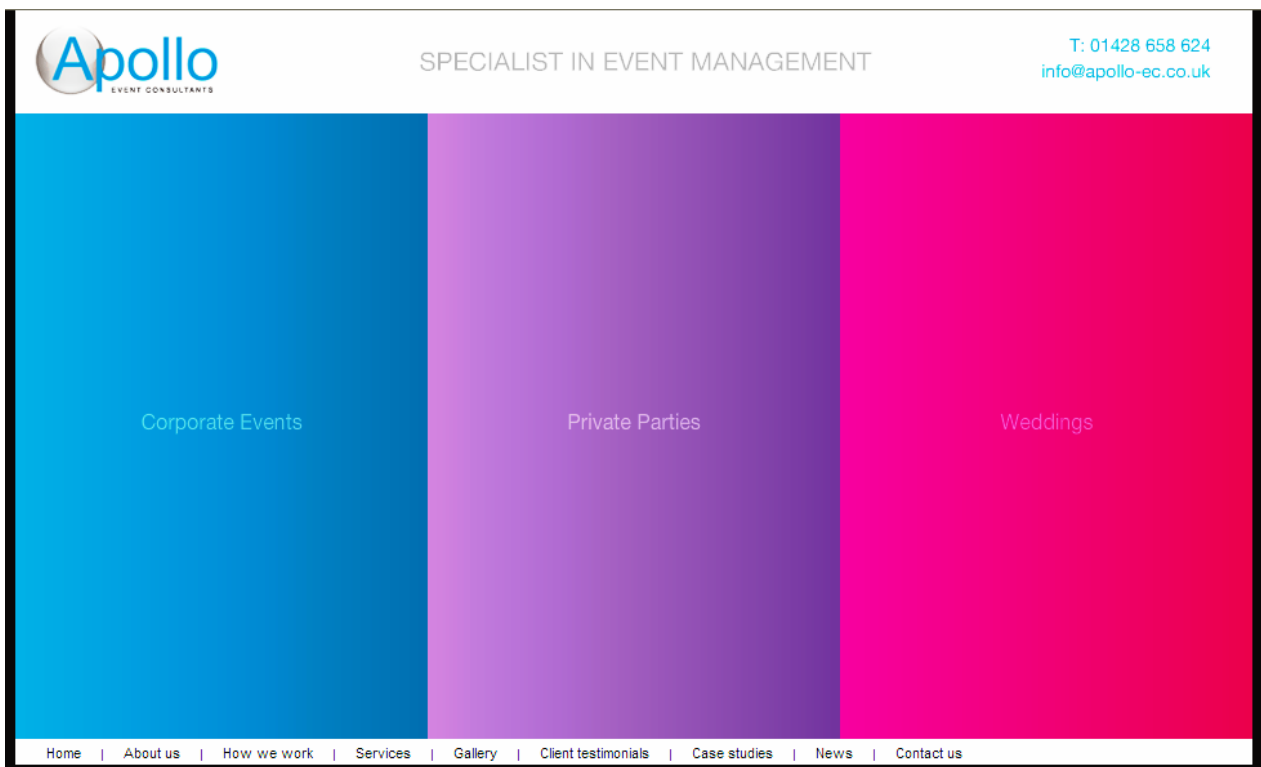 Apollo
EVENT CONSULTANTS
SPECIALIST IN EVENT MANAGEMENT
T: 01428 658 624
info@apollo-ec.co.uk
Corporate Events
Private Parties
Weddings
Home | About us | How we work | Services | Gallery | Client testimonials | Case studies | News | Contact us